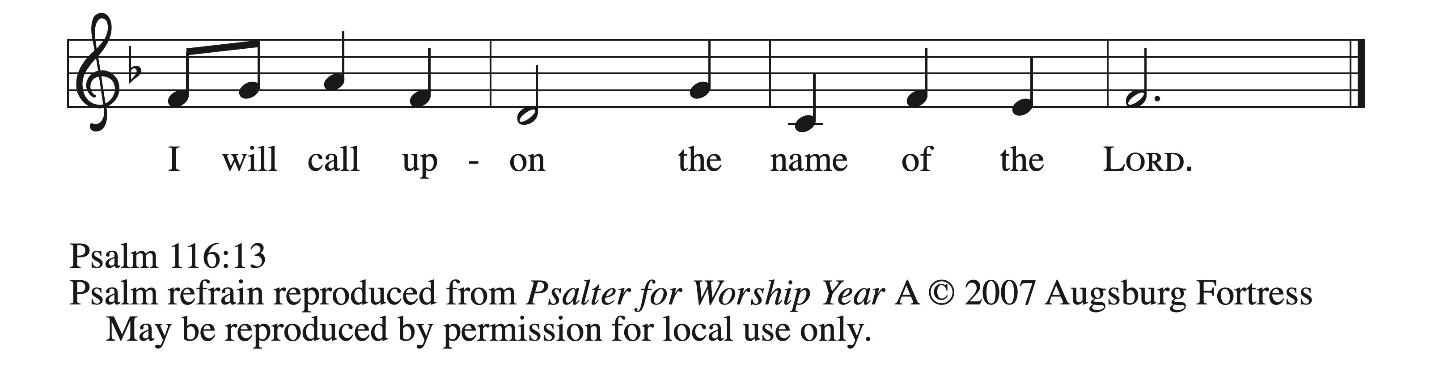 I will call up - on the name of the LORD.
Psalm 116:13
Psalm refrain reproduced from Psalter for Worship Year A © 2007 Augsburg Fortress
May be reproduced by permission for local use only.